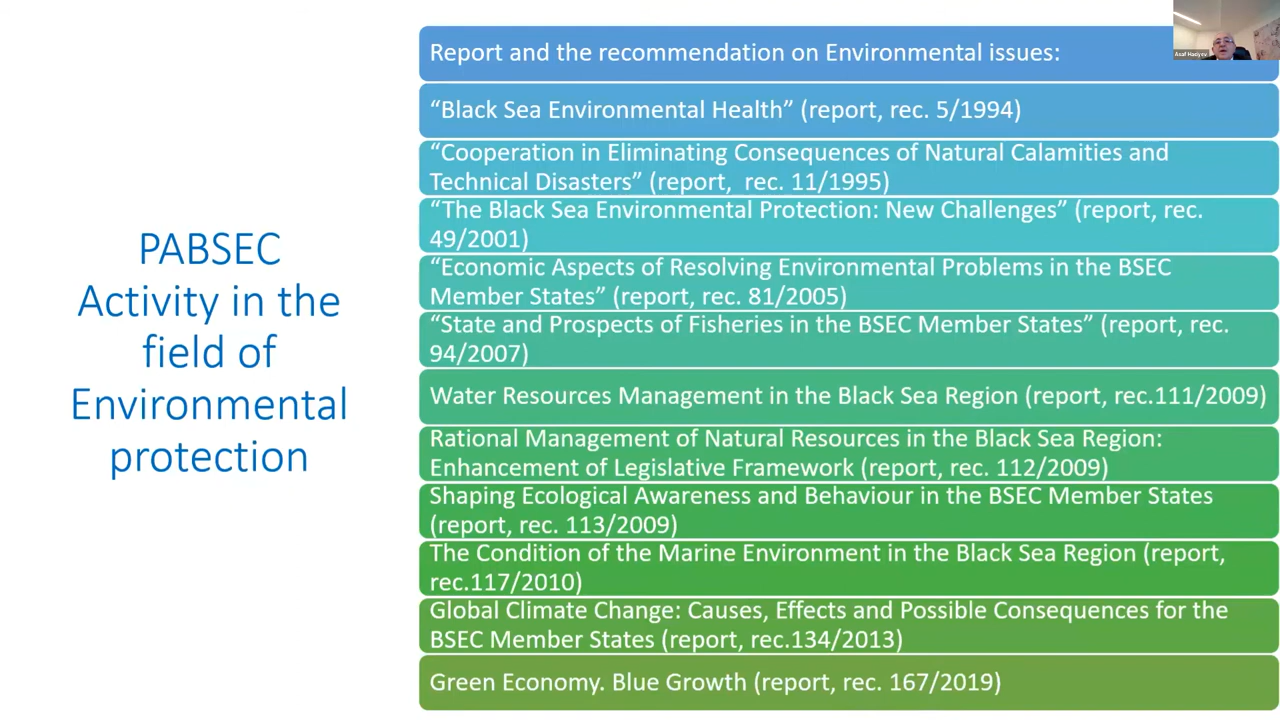 PABSEC
Activity in the
field of
Environmental
protection
Report and the recommendation on Environmental issues:
“Black Sea Environmental Health” (report, rec. 5/1994)
“Cooperation in Eliminating Consequences of Natural Calamities and
Technical Disasters” (report, rec. 11/1995)
“The Black Sea Environmental Protection: New Challenges” (report, rec.
49/2001)
“Economic Aspects of Resolving Environmental Problems in the BSEC
Member States” (report, rec. 81/2005)
“State and Prospects of Fisheries in the BSEC Member States” (report, rec.
94/2007)
Water Resources Management in the Black Sea Region (report, rec.111/2009)
Rational Management of Natural Resources in the Black Sea Region:
Enhancement of Legislative Framework (report, rec. 112/2009)
Shaping Ecological Awareness and Behaviour in the BSEC Member States
(report, rec. 113/2009)
The Condition of the Marine Environment in the Black Sea Region (report,
rec.117/2010)
Global Climate Change: Causes, Effects and Possible Consequences for the
BSEC Member States (report, rec.134/2013)
Green Economy. Blue Growth (report, rec. 167/2019)
Asaf Hajiyev